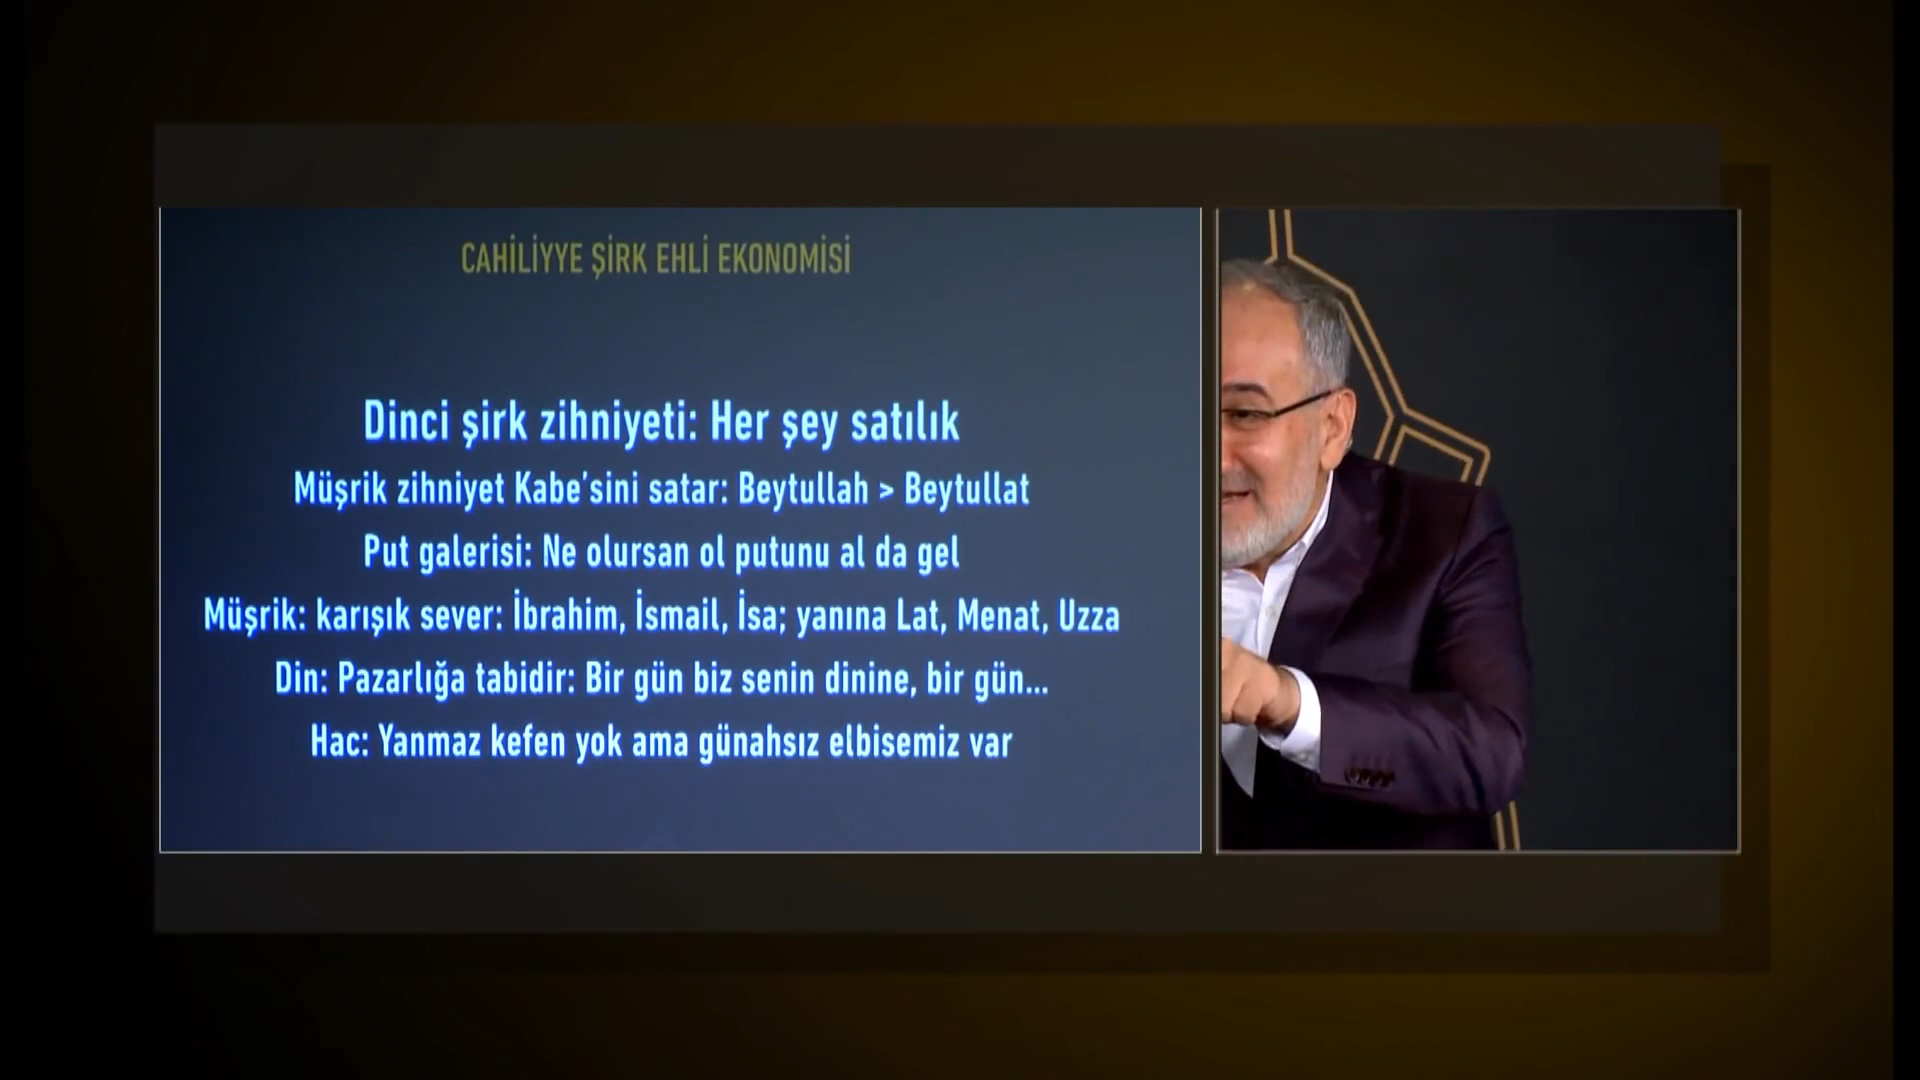 CAHİLİYYE ŞİRK EHLİ EKONOMİSİ
Dinci şirk zihniyeti: Her şey satılık
Müşrik zihniyet Kabe'sini satar: Beytullah > Beytullat
Put galerisi: Ne olursan ol putunu al da gel
Müşrik: karışık sever: İbrahim, İsmail, İsa; yanına Lat, Menat, Uzza
Din: Pazarlığa tabidir: Bir gün biz senin dinine, bir gün...
Hac: Yanmaz kefen yok ama günahsız elbisemiz var